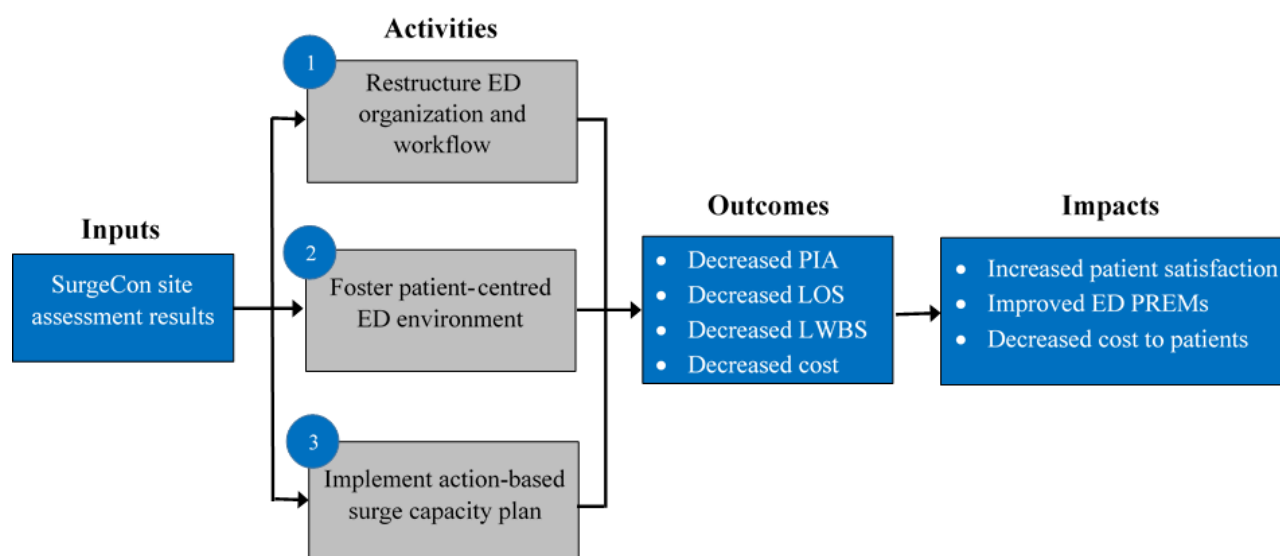 Inputs
SurgeCon site
assessment results
Activities
1
Restructure ED
organization and
workflow
2
Foster patient-centred
ED environment
3
Implement action-based
surge capacity plan
Outcomes
• Decreased PIA
• Decreased LOS
• Decreased LWBS
• Decreased cost
Impacts
• Increased patient satisfaction
• Improved ED PREMs
• Decreased cost to patients